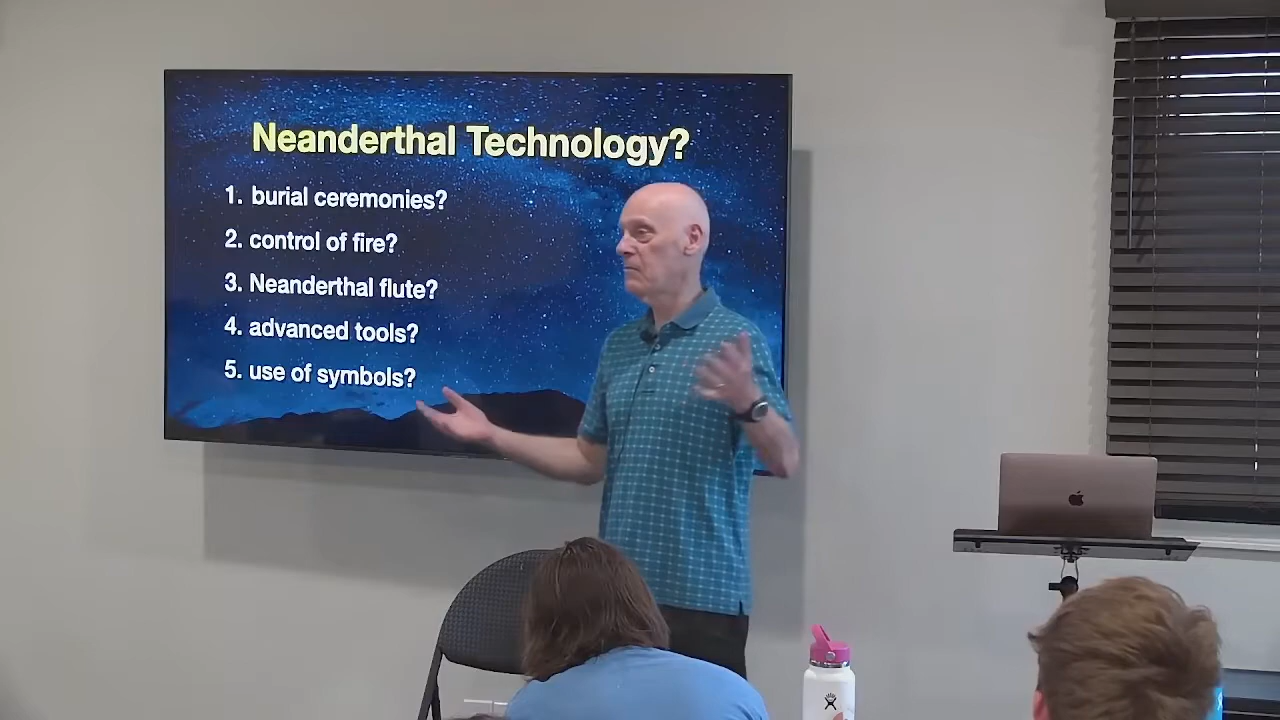 Neanderthal Technology?
1. burial ceremonies?
2. control of fire?
3. Neanderthal flute?
4. advanced tools?
5. use of symbols?